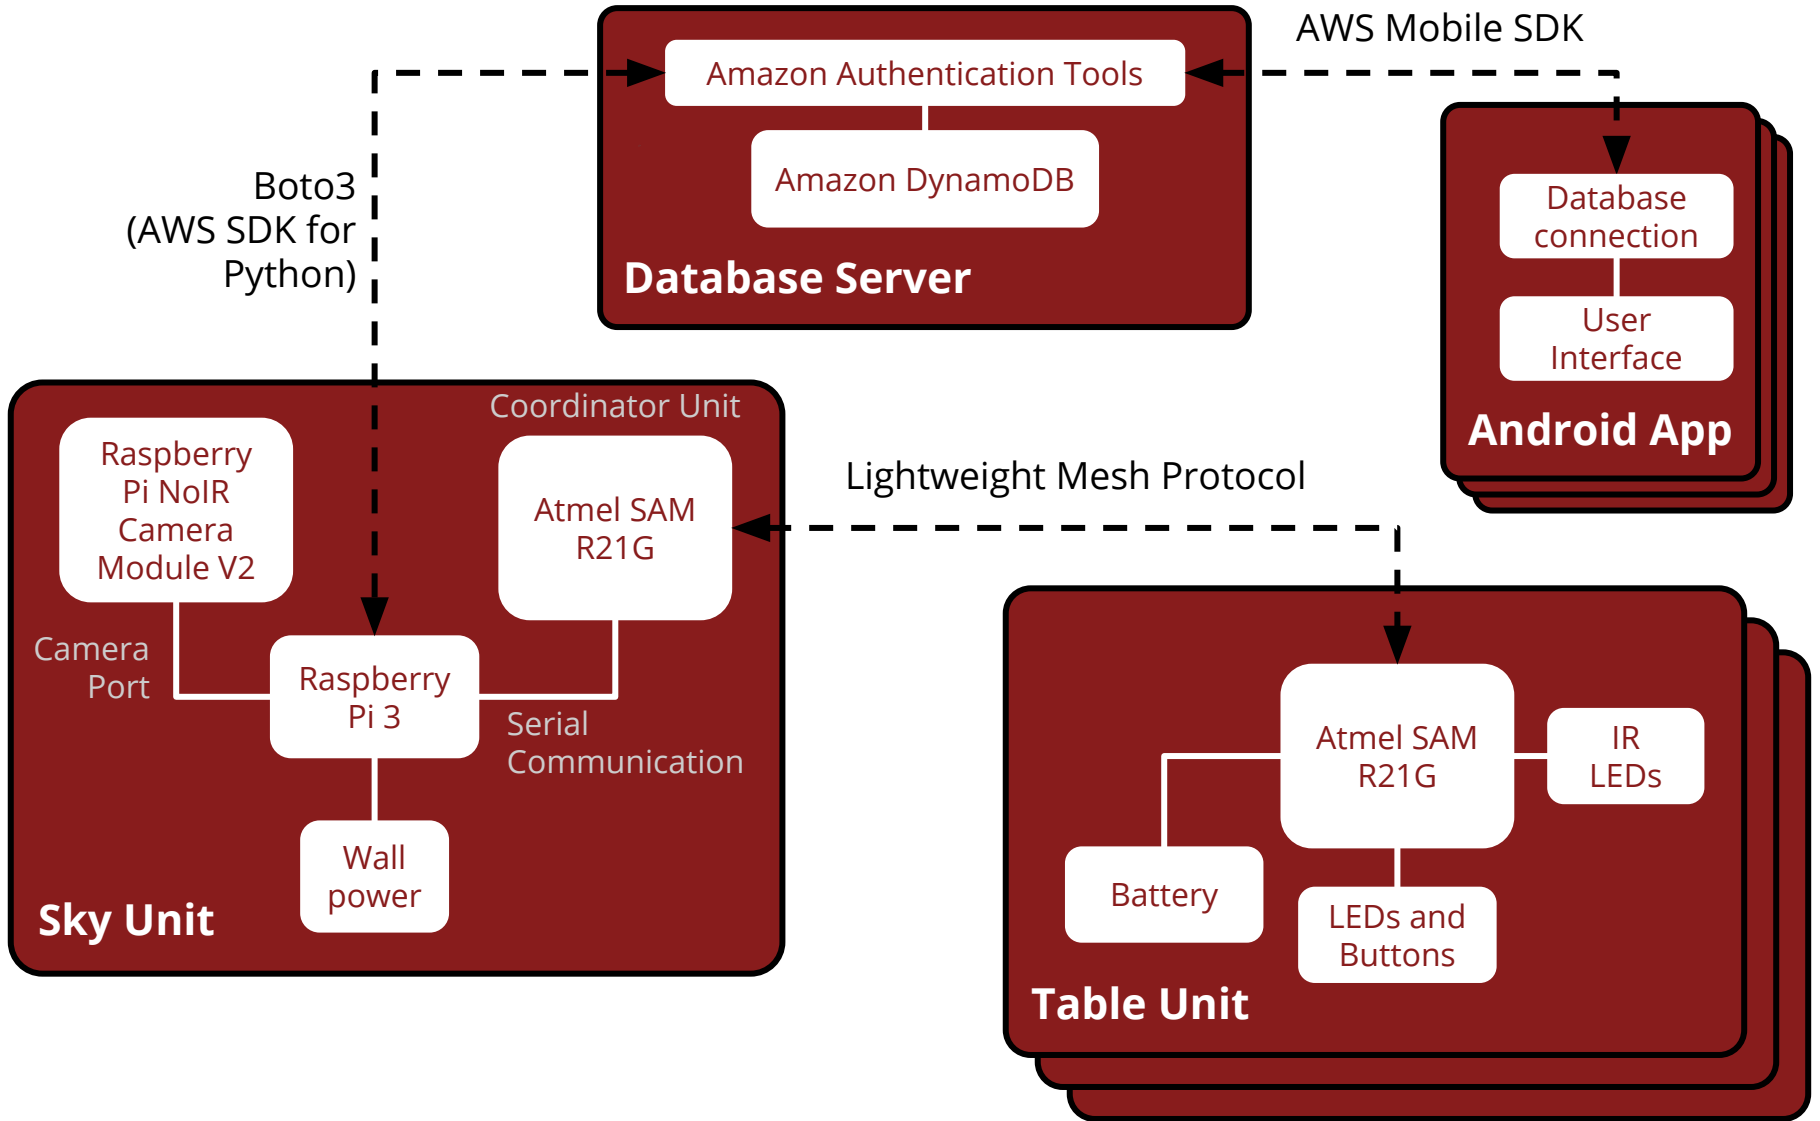 AWS Mobile SDK
Amazon Authentication Tools
Amazon DynamoDB
Database Server
Database
connection
User
Interface
Android App
Boto3
(AWS SDK for
Python)
Coordinator Unit
Raspberry
Pi NoIR
Camera
Module V2
Atmel SAM
R21G
Camera
Port
Raspberry
Pi 3
Serial
Communication
Wall
power
Sky Unit
Lightweight Mesh Protocol
Atmel SAM
R21G
IR
LEDs
Battery
LEDs and
Buttons
Table Unit